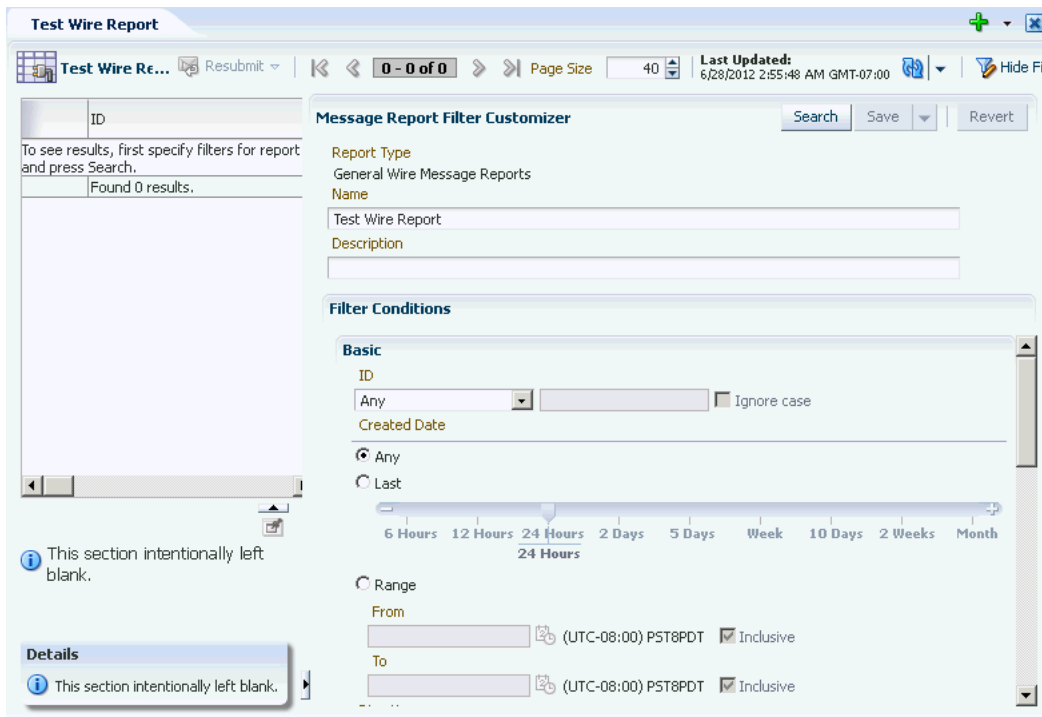 Test Wire Report
Test Wire Re... Resubmit 0 - 0 of 0 Page Size 40 Last Updated:
6/28/2012 2:55:48 AM GMT-07:00 Hide Fi
ID
To see results, first specify filters for report
and press Search.
Found 0 results.
This section intentionally left
blank.
Details
This section intentionally left blank.
Message Report Filter Customizer Search Save Revert
Report Type
General Wire Message Reports
Name
Test Wire Report
Description
Filter Conditions
Basic
ID
Any Ignore case
Created Date
Any
Last
6 Hours 12 Hours 24 Hours 2 Days 5 Days Week 10 Days 2 Weeks Month
24 Hours
Range
From
(UTC-08:00) PST8PDT Inclusive
To
(UTC-08:00) PST8PDT Inclusive